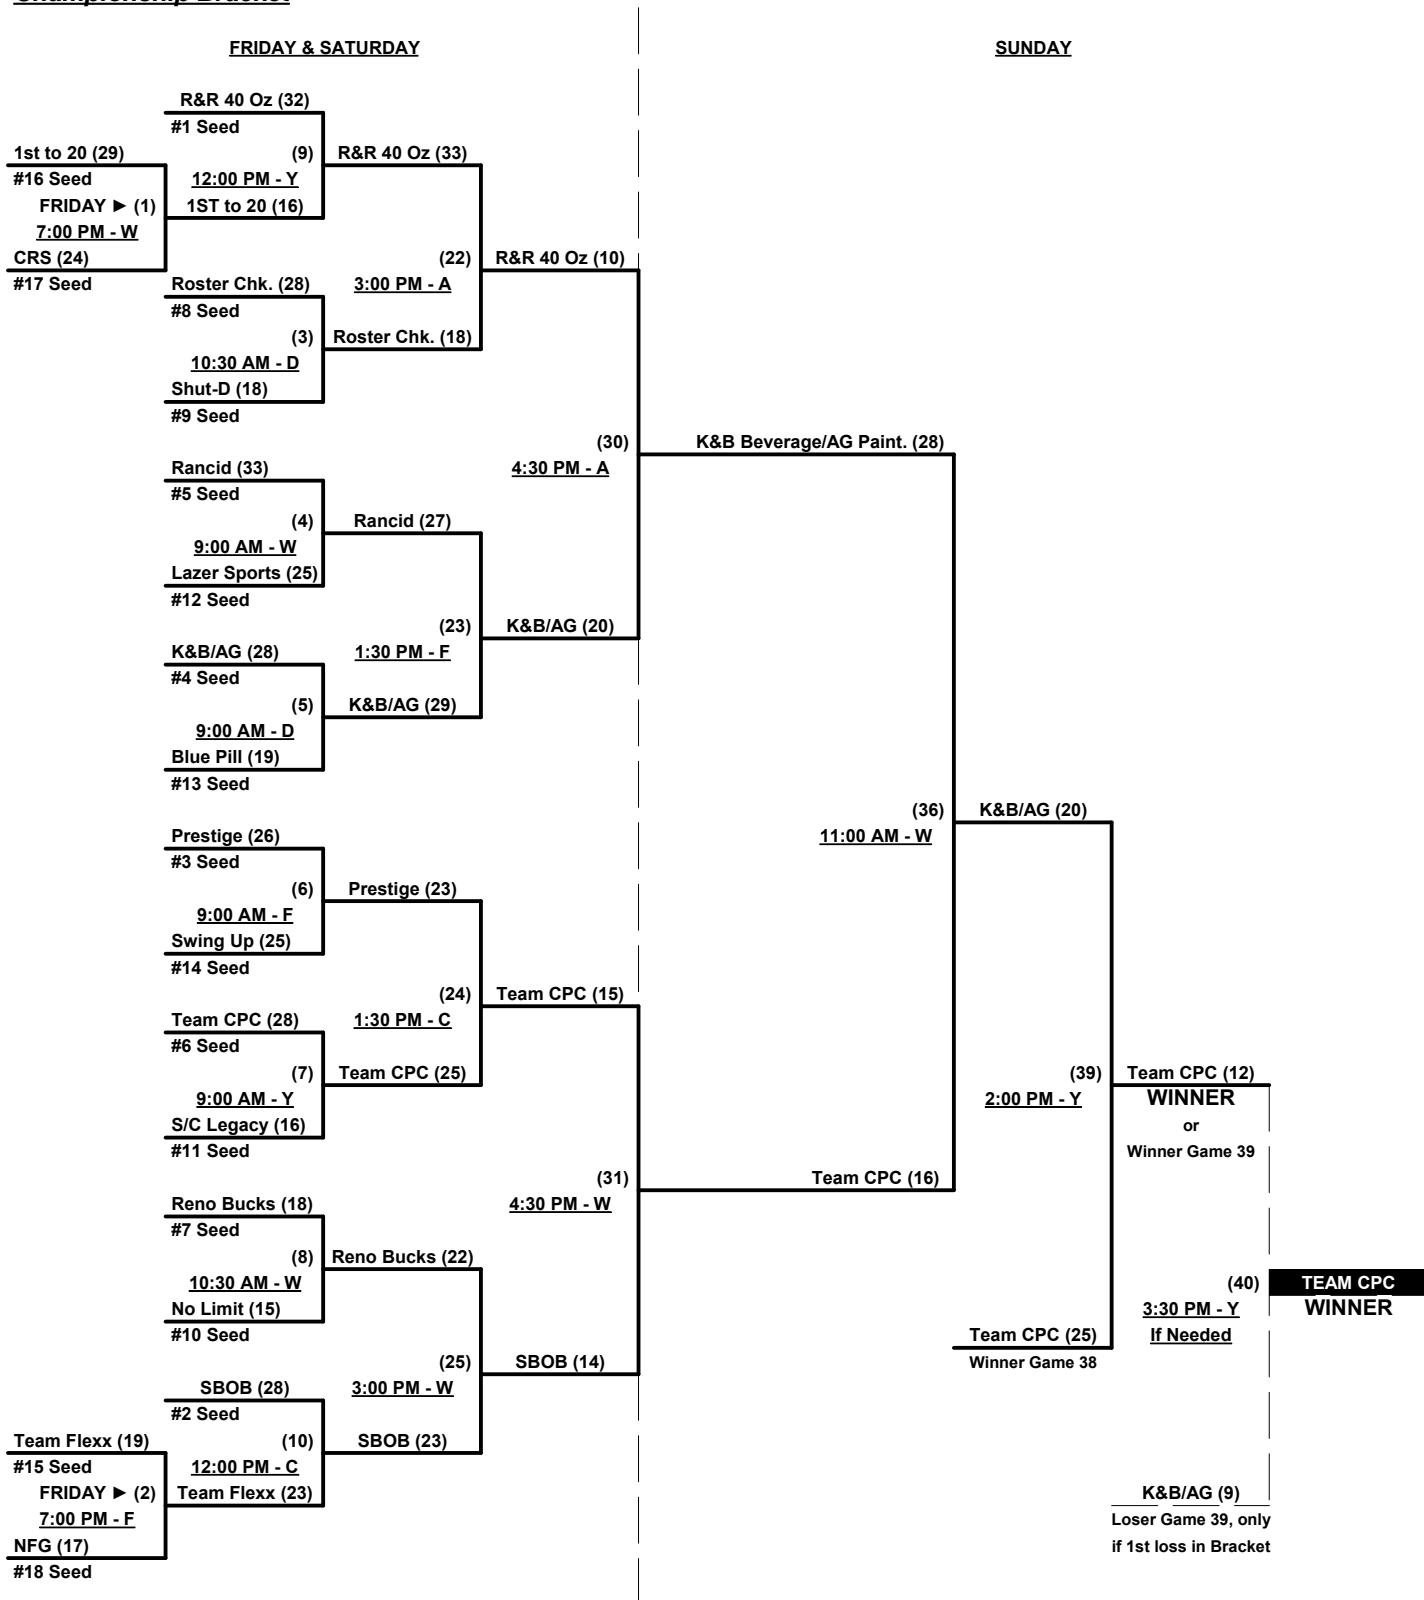 Championship Bracket
FRIDAY & SATURDAY
SUNDAY
R&R 40 Oz (32)
#1 Seed
1st to 20 (29)
(9)
R&R 40 Oz (33)
#16 Seed
12:00 PM - Y
FRIDAY ► (1)
1ST to 20 (16)
7:00 PM - W
CRS (24)
(22)
R&R 40 Oz (10)
#17 Seed
Roster Chk. (28)
3:00 PM - A
#8 Seed
(3)
Roster Chk. (18)
10:30 AM - D
Shut-D (18)
#9 Seed
(30)
K&B Beverage/AG Paint. (28)
Rancid (33)
4:30 PM - A
#5 Seed
(4)
Rancid (27)
9:00 AM - W
Lazer Sports (25)
#12 Seed
(23)
K&B/AG (20)
K&B/AG (28)
1:30 PM - F
#4 Seed
(5)
K&B/AG (29)
9:00 AM - D
Blue Pill (19)
#13 Seed
(36)
K&B/AG (20)
Prestige (26)
11:00 AM - W
#3 Seed
(6)
Prestige (23)
9:00 AM - F
Swing Up (25)
#14 Seed
(24)
Team CPC (15)
Team CPC (28)
1:30 PM - C
#6 Seed
(7)
Team CPC (25)
(39)
Team CPC (12)
9:00 AM - Y
2:00 PM - Y
WINNER
S/C Legacy (16)
or
#11 Seed
Winner Game 39
(31)
Team CPC (16)
Reno Bucks (18)
4:30 PM - W
#7 Seed
(8)
Reno Bucks (22)
10:30 AM - W
(40)
TEAM CPC
No Limit (15)
3:30 PM - Y
WINNER
#10 Seed
Team CPC (25)
If Needed
(25)
SBOB (14)
Winner Game 38
SBOB (28)
3:00 PM - W
#2 Seed
Team Flexx (19)
(10)
SBOB (23)
#15 Seed
12:00 PM - C
FRIDAY ► (2)
Team Flexx (23)
K&B/AG (9)
7:00 PM - F
Loser Game 39, only
NFG (17)
if 1st loss in Bracket
#18 Seed